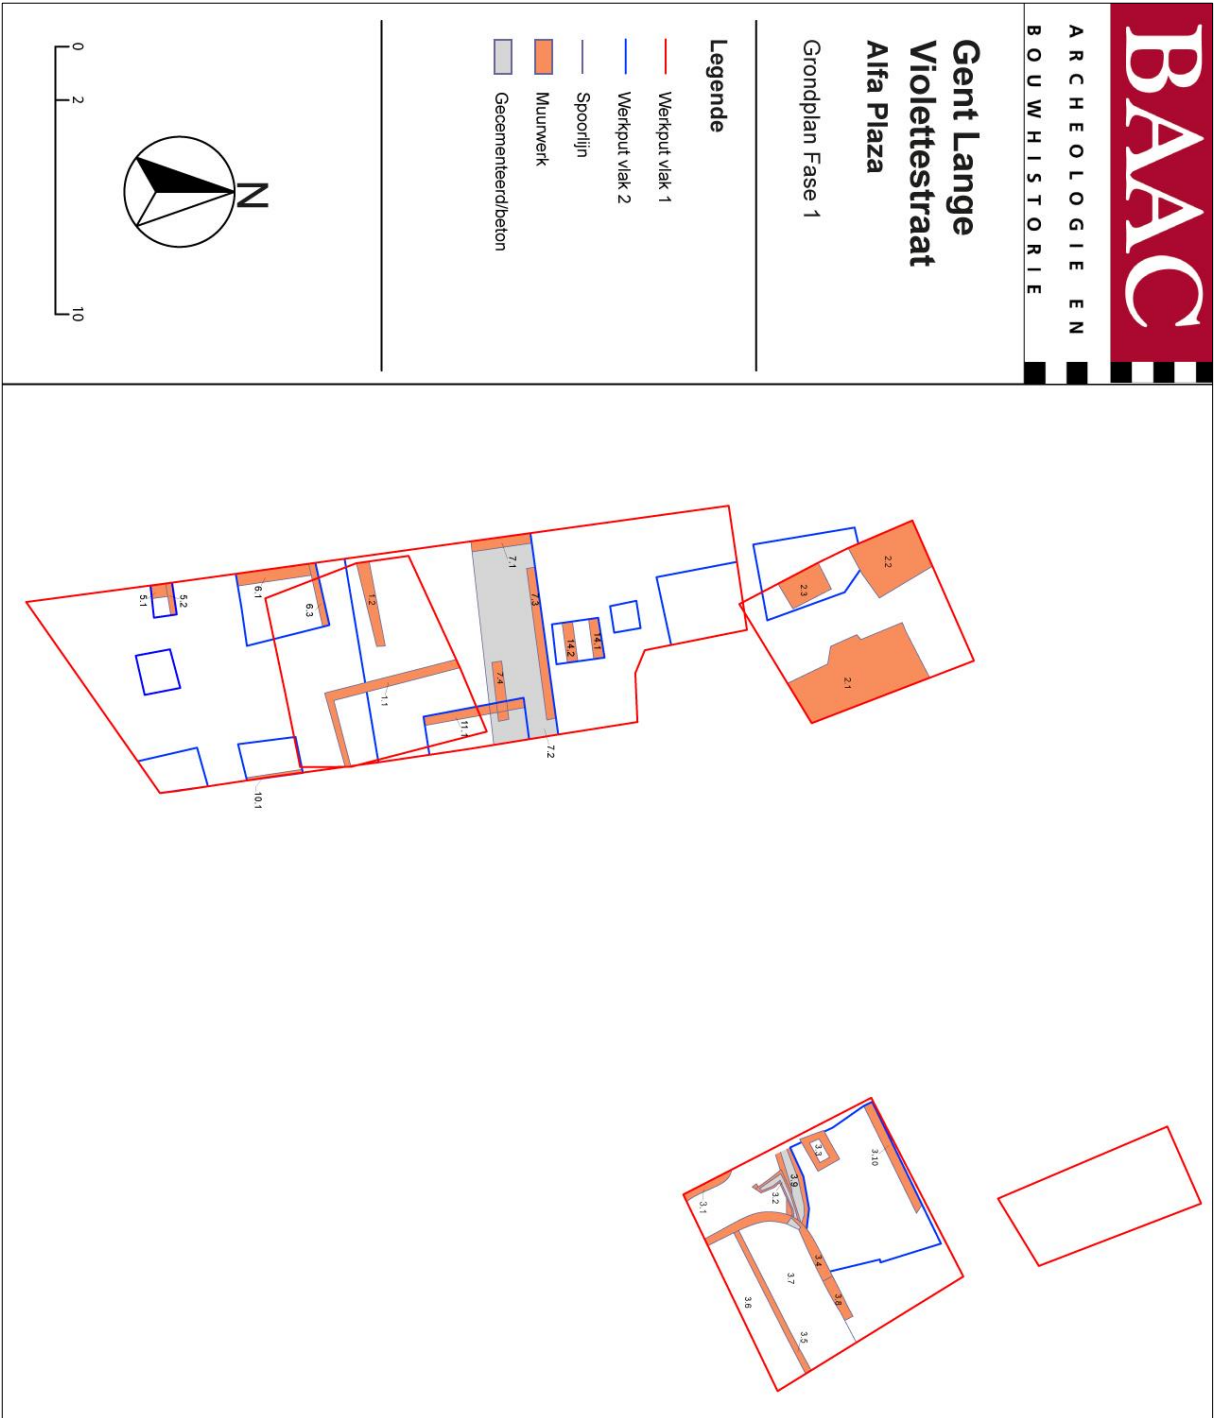 BAAC
ARCHEOLOGIE EN
BOUWHISTORIE
Gent Lange
Violettestraat
Alfa Plaza
Grondplan Fase 1
Legende
Werkput vlak 1
Werkput vlak 2
Spoorlijn
Muurwerk
Gecementeerd/beton
N
0 2 10
2.2
2.3
2.1
7.1
7.3
14.1
14.2
7.4
7.2
11.1
1.2
1.1
6.3
6.1
5.2
5.1
10.1
3.10
3.3
3.9
3.2
3.1
3.4
3.8
3.7
3.6
3.5